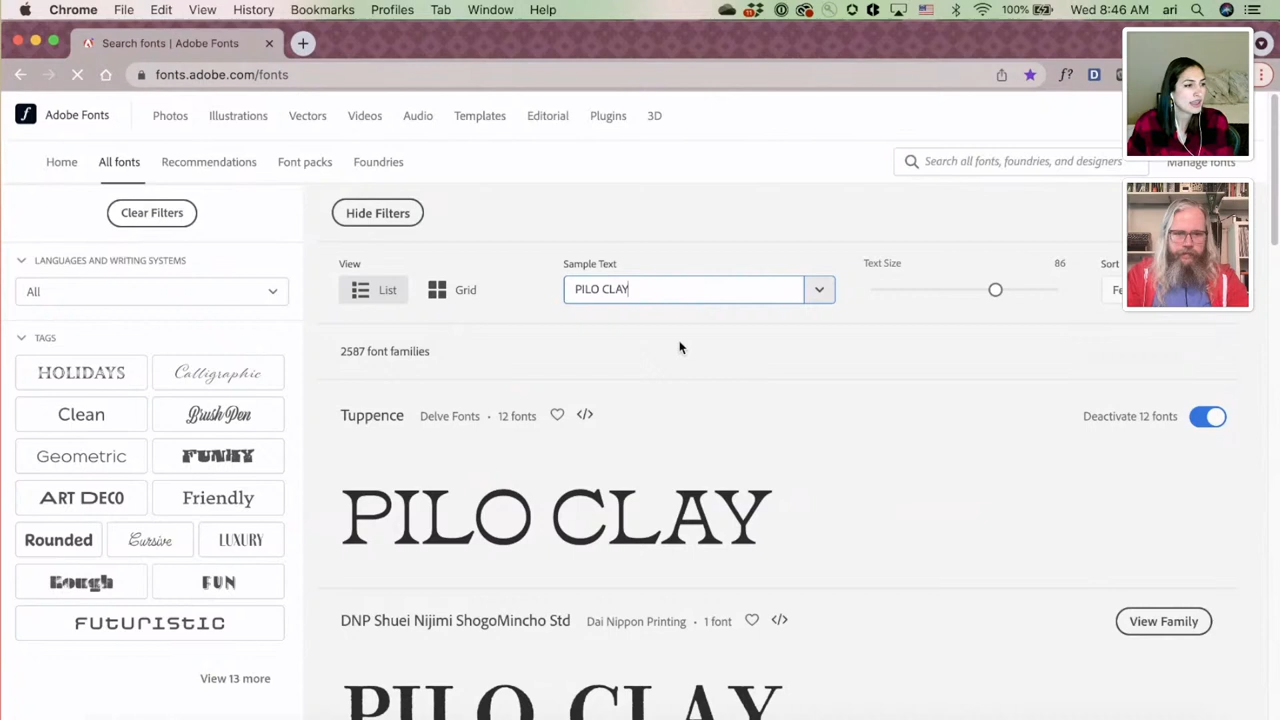 Chrome File Edit View History Bookmarks Profiles Tab Window Help 11 100% Wed 8:46 AM ari
Search fonts | Adobe Fonts
fonts.adobe.com/fonts f? D
Adobe Fonts Photos Illustrations Vectors Videos Audio Templates Editorial Plugins 3D
Home All fonts Recommendations Font packs Foundries Search all fonts, foundries, and designers Manage fonts
Clear Filters Hide Filters
LANGUAGES AND WRITING SYSTEMS View Sample Text Text Size 86 Sort
All List Grid PILO CLAY Fe
TAGS
2587 font families
HOLIDAYS Calligraphic
Clean Brush Pen Tuppence Delve Fonts · 12 fonts </> Deactivate 12 fonts
Geometric FUNKY
ART DECO Friendly PILO CLAY
Rounded Cursive LUXURY
Rough FUN
FUTURISTIC DNP Shuei Nijimi ShogoMincho Std Dai Nippon Printing · 1 font </> View Family
View 13 more
PILO CLAY